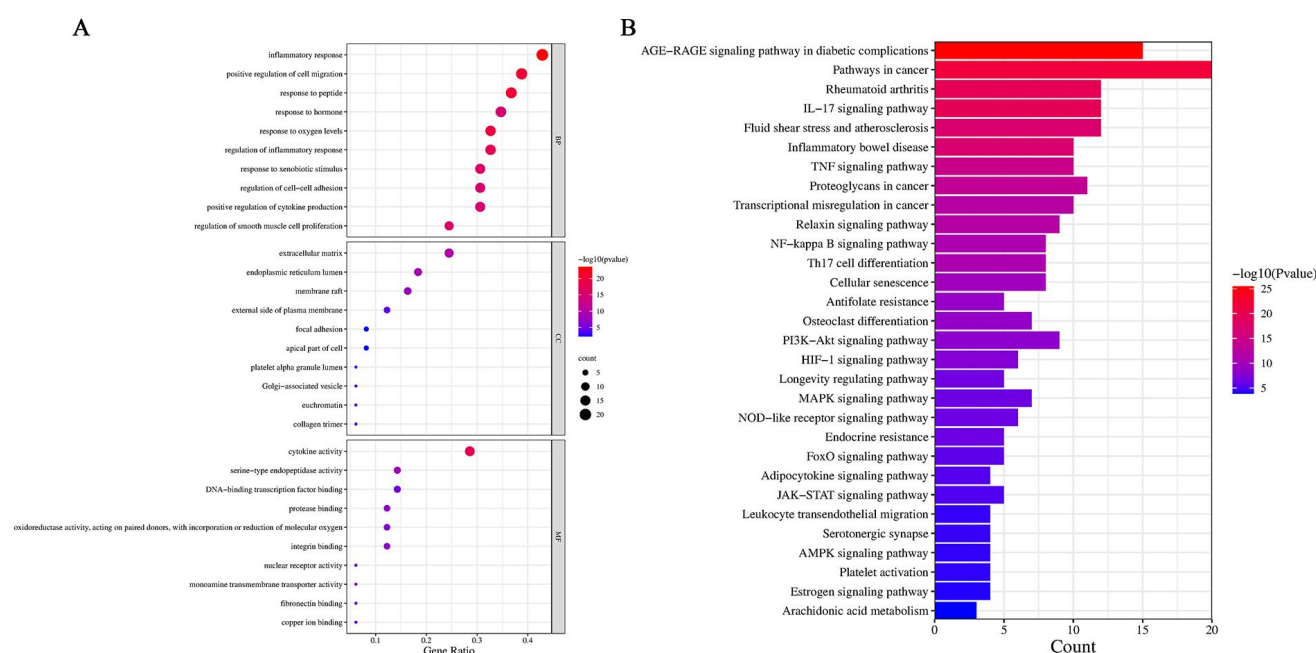 A
inflammatory response
positive regulation of cell migration
response to peptide
response to hormone
response to oxygen levels
regulation of inflammatory response
response to xenobiotic stimulus
regulation of cell−cell adhesion
positive regulation of cytokine production
regulation of smooth muscle cell proliferation
BP
extracellular matrix
endoplasmic reticulum lumen
membrane raft
external side of plasma membrane
focal adhesion
apical part of cell
platelet alpha granule lumen
Golgi−associated vesicle
euchromatin
collagen trimer
CC
cytokine activity
serine−type endopeptidase activity
DNA−binding transcription factor binding
protease binding
oxidoreductase activity, acting on paired donors, with incorporation or reduction of molecular oxygen
integrin binding
nuclear receptor activity
monoamine transmembrane transporter activity
fibronectin binding
copper ion binding
MF
0.1 0.2 0.3 0.4
Gene Ratio
−log10(Pvalue)
20
15
10
5
count
5
10
15
20
B
AGE−RAGE signaling pathway in diabetic complications
Pathways in cancer
Rheumatoid arthritis
IL−17 signaling pathway
Fluid shear stress and atherosclerosis
Inflammatory bowel disease
TNF signaling pathway
Proteoglycans in cancer
Transcriptional misregulation in cancer
Relaxin signaling pathway
NF−kappa B signaling pathway
Th17 cell differentiation
Cellular senescence
Antifolate resistance
Osteoclast differentiation
PI3K−Akt signaling pathway
HIF−1 signaling pathway
Longevity regulating pathway
MAPK signaling pathway
NOD−like receptor signaling pathway
Endocrine resistance
FoxO signaling pathway
Adipocytokine signaling pathway
JAK−STAT signaling pathway
Leukocyte transendothelial migration
Serotonergic synapse
AMPK signaling pathway
Platelet activation
Estrogen signaling pathway
Arachidonic acid metabolism
0 5 10 15 20
Count
−log10(Pvalue)
25
20
15
10
5